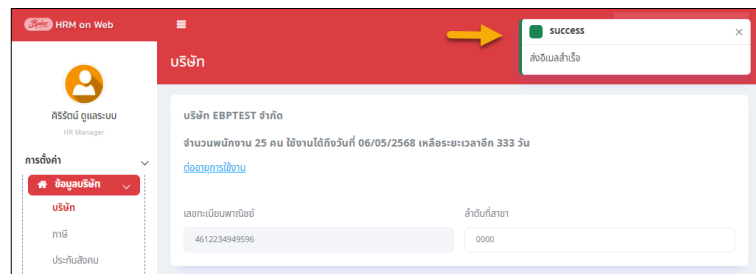 HRM on Web
success
ส่งอีเมลสำเร็จ
บริษัท
ศิริรัตน์ ดูแลระบบ
HR Manager
การตั้งค่า
ข้อมูลบริษัท
บริษัท
ภาษี
ประกันสังคม
บริษัท EBPTEST จำกัด
จำนวนพนักงาน 25 คน ใช้งานได้ถึงวันที่ 06/05/2568 เหลือระยะเวลาอีก 333 วัน
ต่ออายุการใช้งาน
เลขทะเบียนพาณิชย์
ลำดับที่สาขา
4612234949596
0000